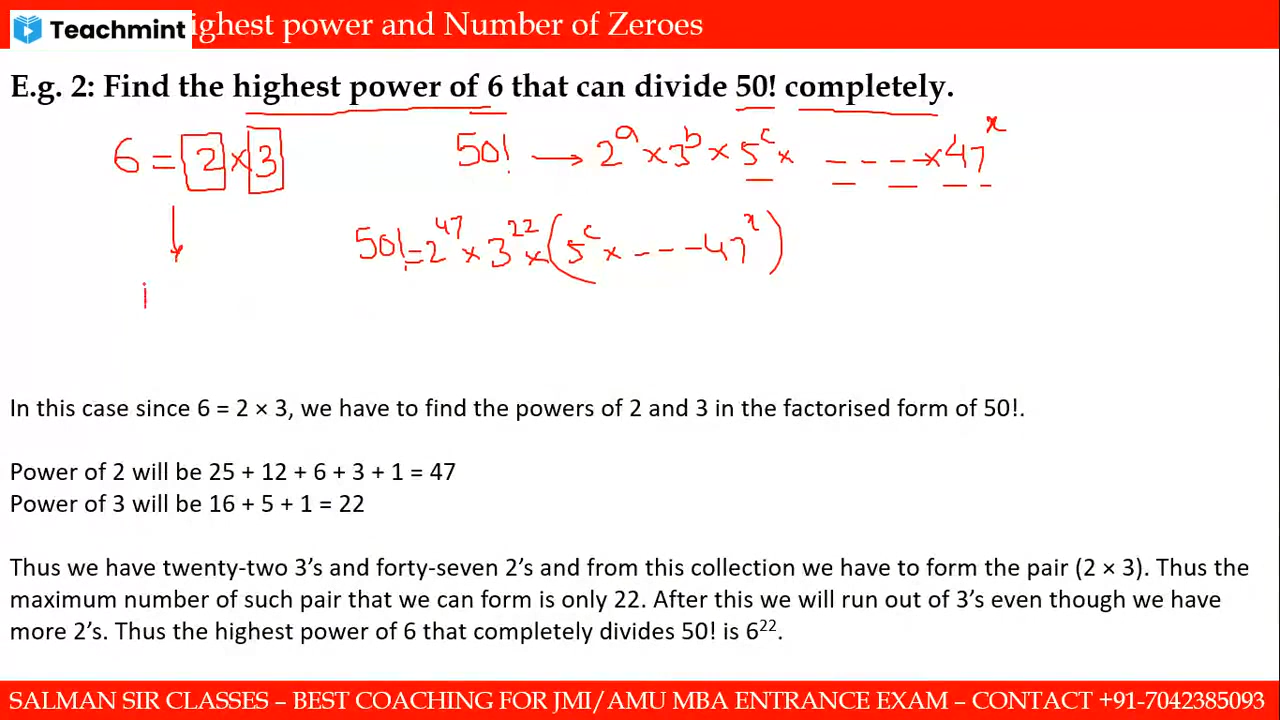 Teachmint
ighest power and Number of Zeroes
E.g. 2: Find the highest power of 6 that can divide 50! completely.
6 = 2 × 3
50! → 2^a × 3^b × 5^c × - - - - × 47^x
50! = 2^47 × 3^22 × (5^c × - - - 47^x)
In this case since 6 = 2 × 3, we have to find the powers of 2 and 3 in the factorised form of 50!.
Power of 2 will be 25 + 12 + 6 + 3 + 1 = 47
Power of 3 will be 16 + 5 + 1 = 22
Thus we have twenty-two 3’s and forty-seven 2’s and from this collection we have to form the pair (2 × 3). Thus the
maximum number of such pair that we can form is only 22. After this we will run out of 3’s even though we have
more 2’s. Thus the highest power of 6 that completely divides 50! is 6²².
SALMAN SIR CLASSES – BEST COACHING FOR JMI/AMU MBA ENTRANCE EXAM – CONTACT +91-7042385093